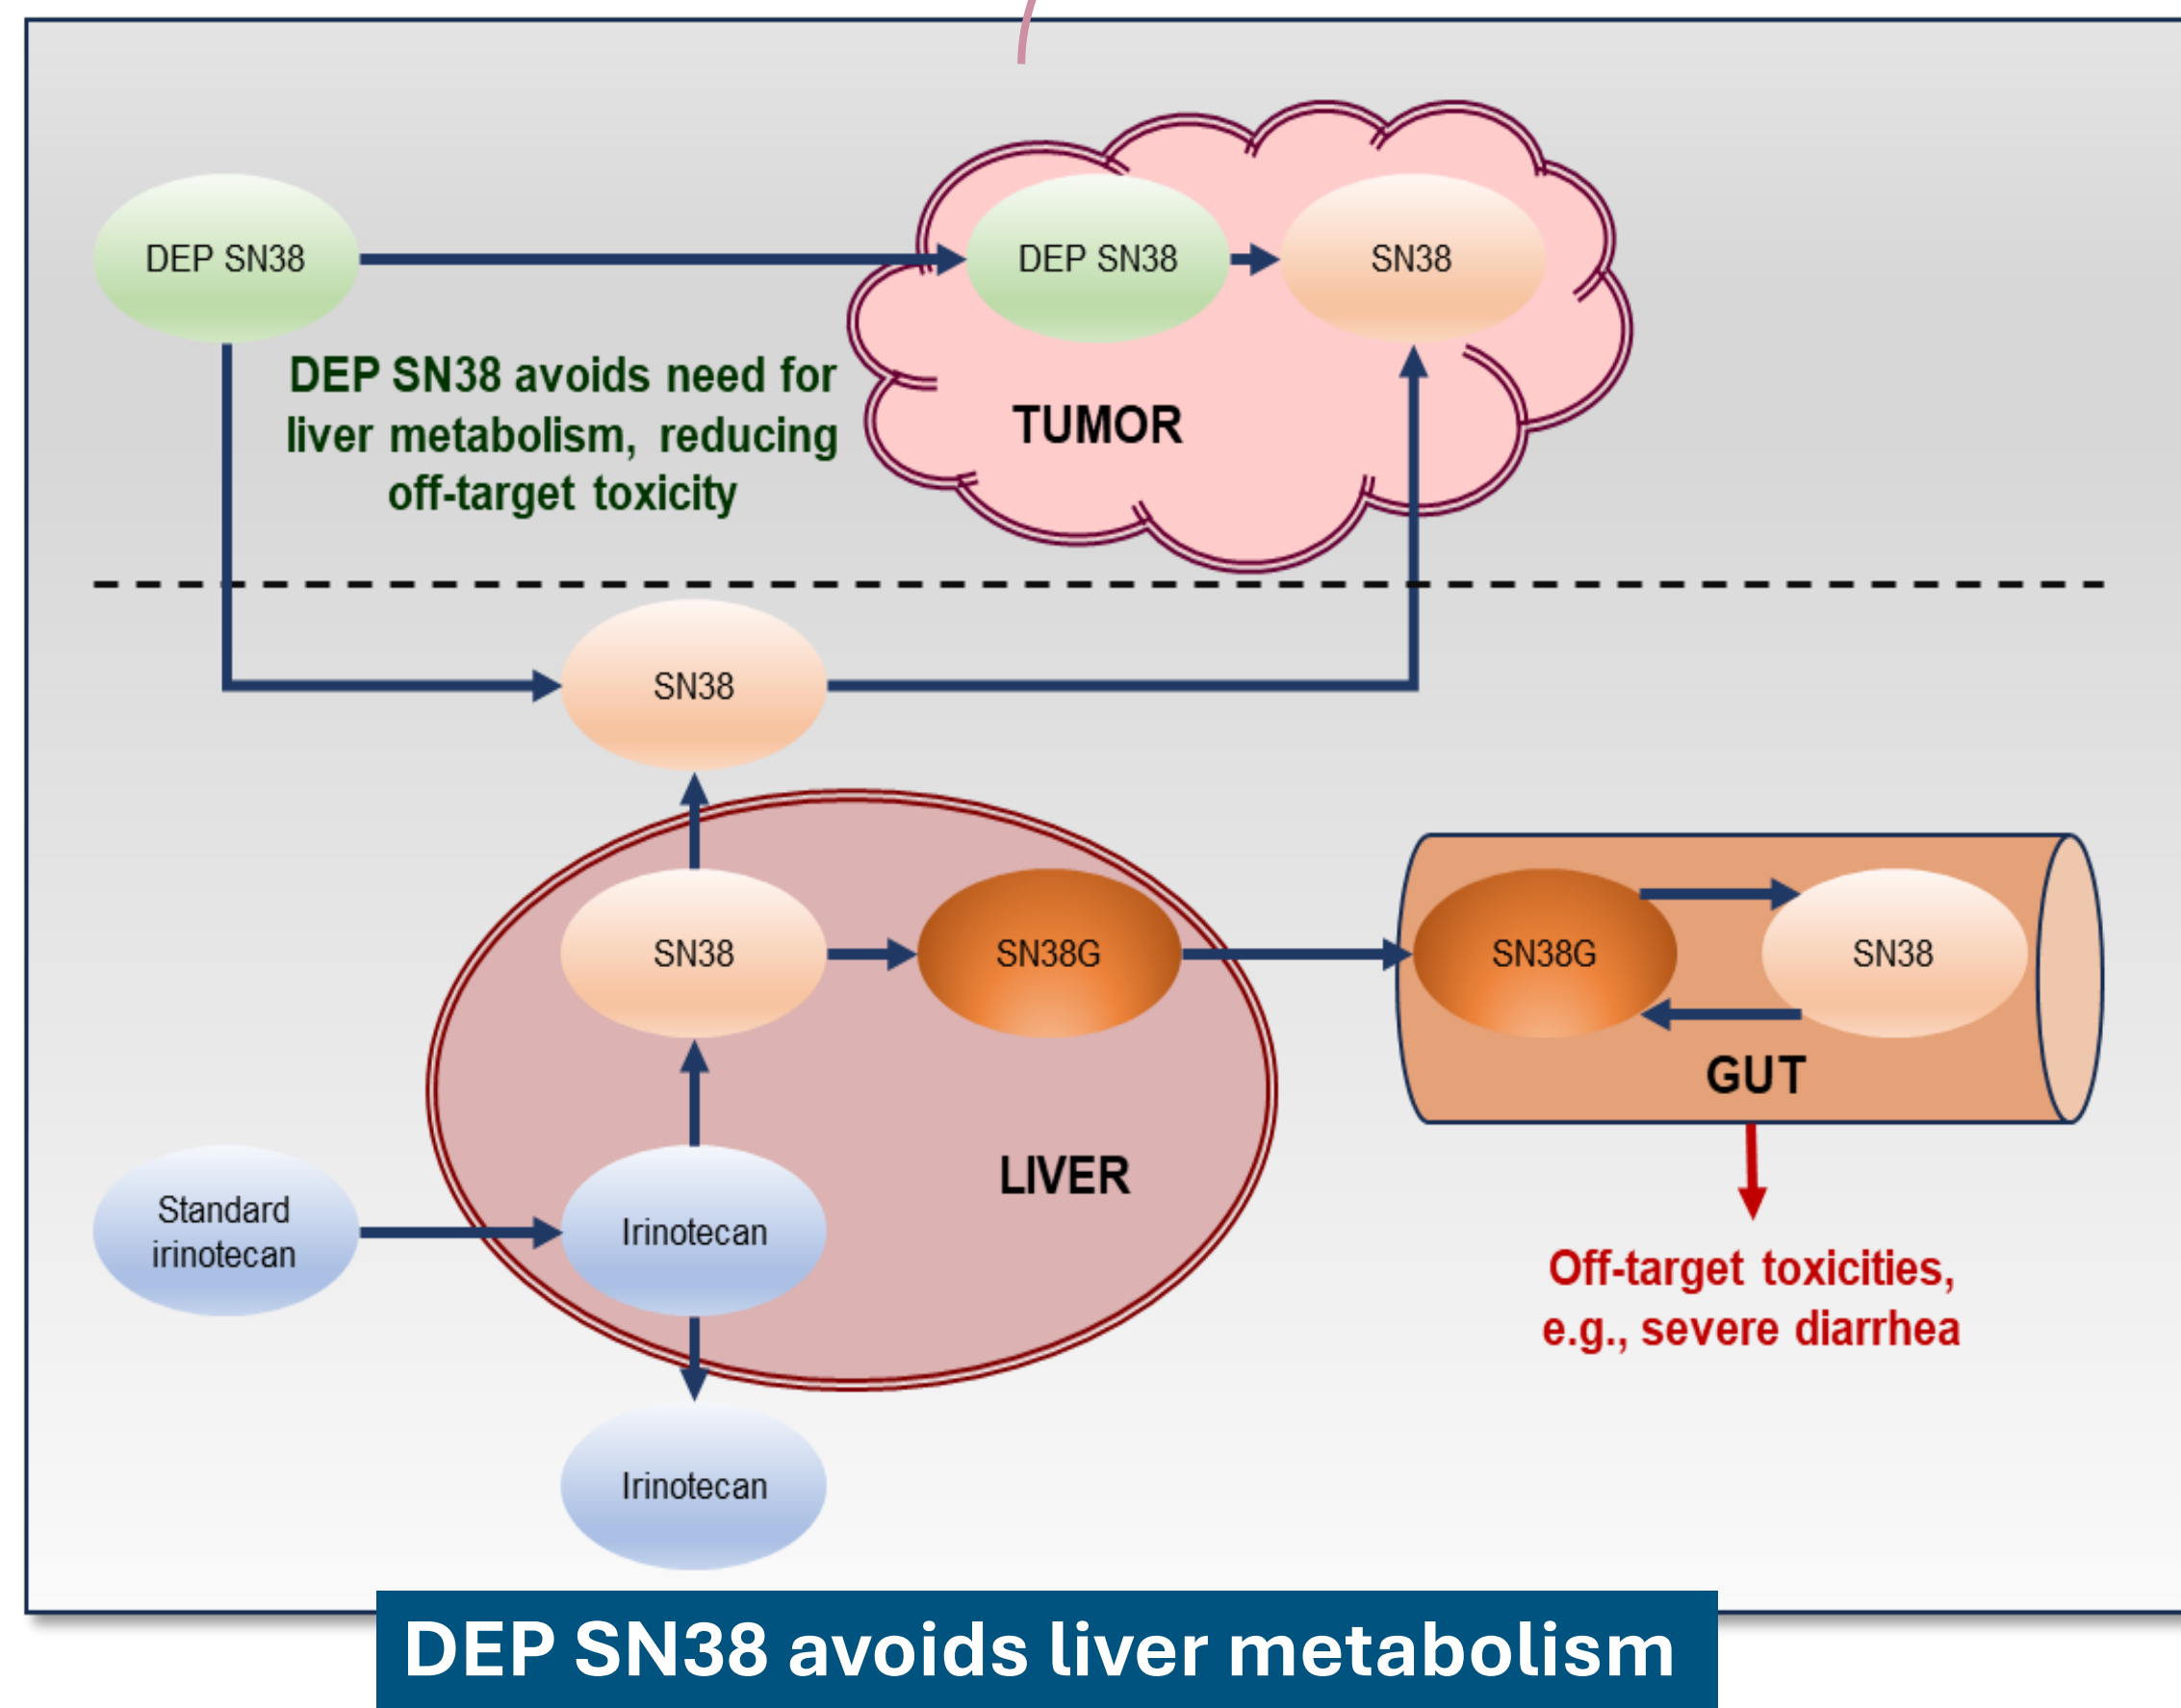 DEP SN38
DEP SN38
SN38
DEP SN38 avoids need for
liver metabolism, reducing
off-target toxicity
TUMOR
SN38
SN38
SN38G
SN38G
SN38
GUT
LIVER
Standard
irinotecan
Irinotecan
Off-target toxicities,
e.g., severe diarrhea
Irinotecan
DEP SN38 avoids liver metabolism